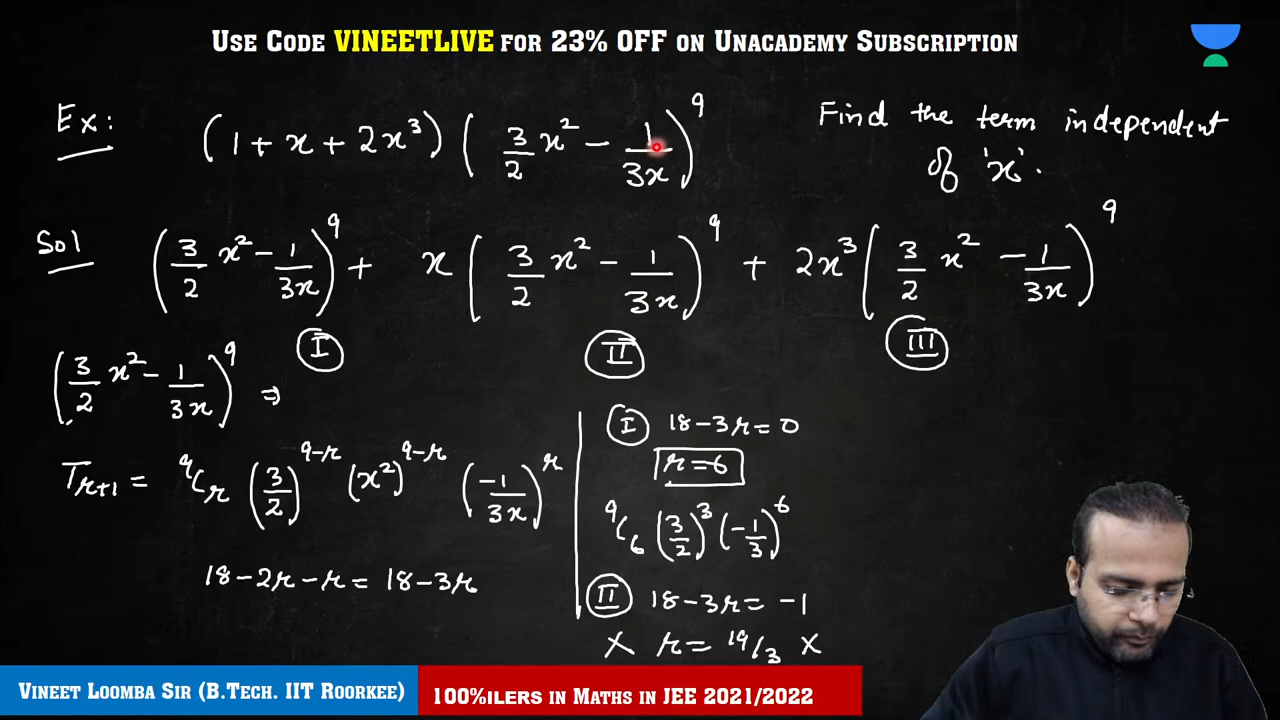 USE CODE VINEETLIVE FOR 23% OFF ON UNACADEMY SUBSCRIPTION
Ex: (1 + x + 2x³) (3/2 x² - 1/3x)⁹ Find the term independent
of 'x'.
Sol (3/2 x² - 1/3x)⁹ + x (3/2 x² - 1/3x)⁹ + 2x³ (3/2 x² - 1/3x)⁹
I II III
(3/2 x² - 1/3x)⁹ ⇒
Tr+1 = ⁹Cr (3/2)⁹⁻ʳ (x²)⁹⁻ʳ (-1/3x)ʳ
18 - 2r - r = 18 - 3r
I 18 - 3r = 0
r = 6
⁹C₆ (3/2)³ (-1/3)⁶
II 18 - 3r = -1
× r = 19/3 ×
VINEET LOOMBA SIR (B.TECH. IIT ROORKEE)
100%ILERS IN MATHS IN JEE 2021/2022